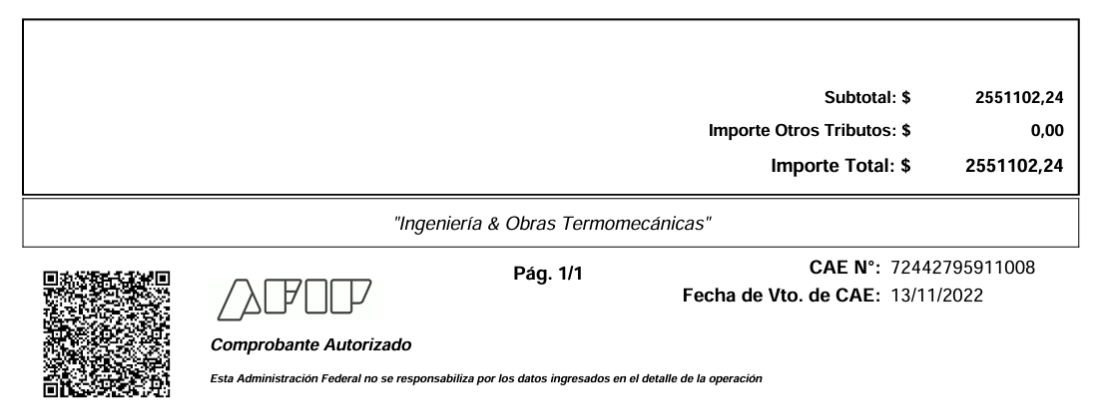 Subtotal: $ 2551102,24
Importe Otros Tributos: $ 0,00
Importe Total: $ 2551102,24
"Ingeniería & Obras Termomecánicas"
Pág. 1/1
CAE N°: 72442795911008
Fecha de Vto. de CAE: 13/11/2022
AFIP
Comprobante Autorizado
Esta Administración Federal no se responsabiliza por los datos ingresados en el detalle de la operación